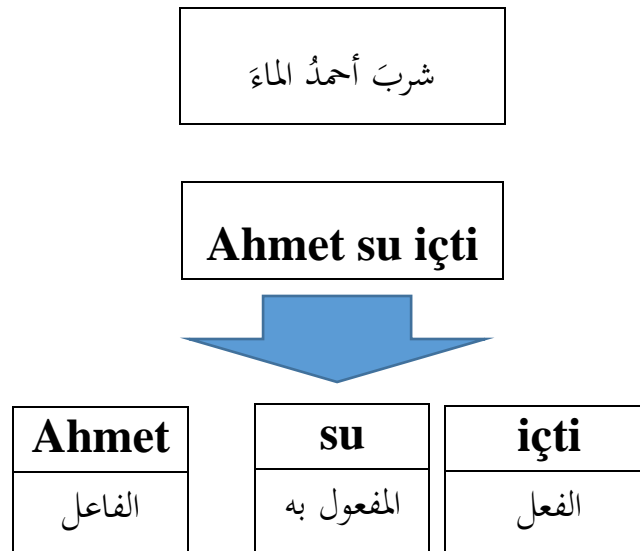 شربَ أحمدُ الماءَ
Ahmet su içti
Ahmet su içti
الفاعل المفعول به الفعل